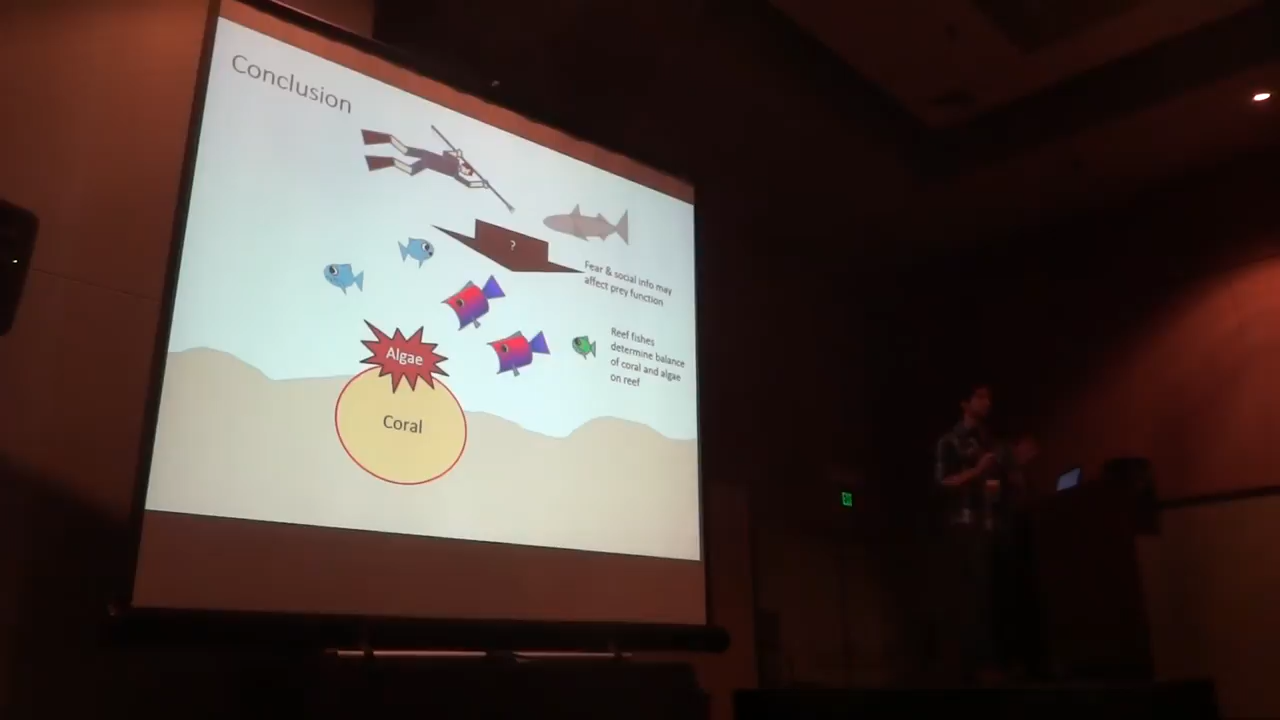 Conclusion
?
Fear & social info may
affect prey function
Reef fishes
determine balance
of coral and algae
on reef
Algae
Coral
EXIT